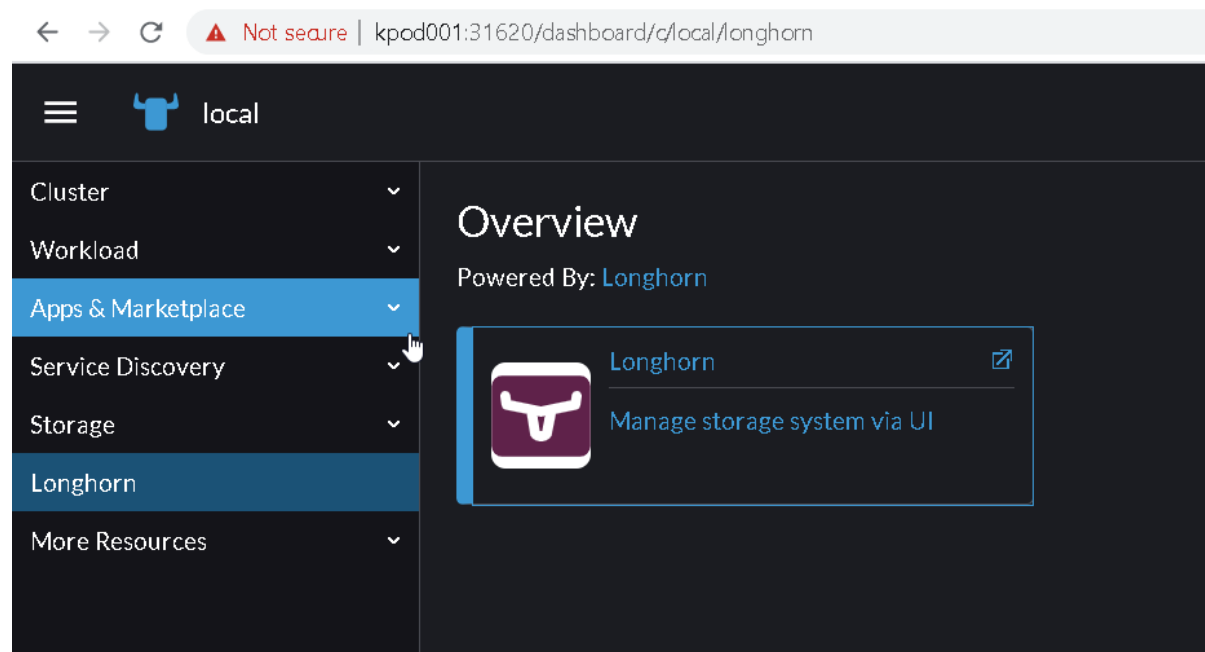 Not secure | kpod001:31620/dashboard/c/local/longhorn
local
Cluster
Workload
Apps & Marketplace
Service Discovery
Storage
Longhorn
More Resources
Overview
Powered By: Longhorn
Longhorn
Manage storage system via UI